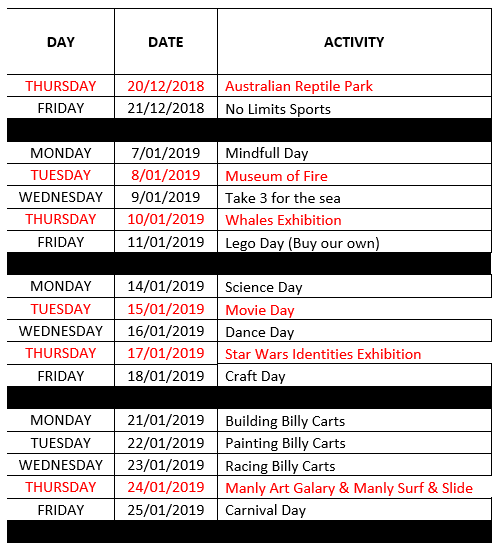 DAY DATE ACTIVITY
THURSDAY 20/12/2018 Australian Reptile Park
FRIDAY 21/12/2018 No Limits Sports
MONDAY 7/01/2019 Mindfull Day
TUESDAY 8/01/2019 Museum of Fire
WEDNESDAY 9/01/2019 Take 3 for the sea
THURSDAY 10/01/2019 Whales Exhibition
FRIDAY 11/01/2019 Lego Day (Buy our own)
MONDAY 14/01/2019 Science Day
TUESDAY 15/01/2019 Movie Day
WEDNESDAY 16/01/2019 Dance Day
THURSDAY 17/01/2019 Star Wars Identities Exhibition
FRIDAY 18/01/2019 Craft Day
MONDAY 21/01/2019 Building Billy Carts
TUESDAY 22/01/2019 Painting Billy Carts
WEDNESDAY 23/01/2019 Racing Billy Carts
THURSDAY 24/01/2019 Manly Art Galary & Manly Surf & Slide
FRIDAY 25/01/2019 Carnival Day